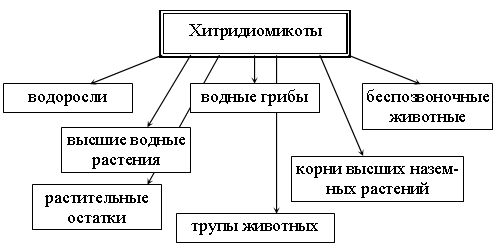 Хитридиомикоты
водоросли
водные грибы
беспозвоночные
животные
высшие водные
растения
корни высших назем-
ных растений
растительные
остатки
трупы животных